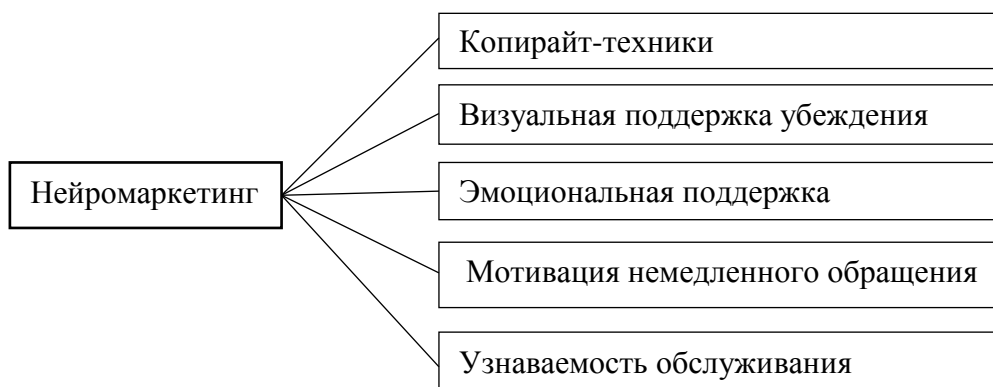 Копирайт-техники
Визуальная поддержка убеждения
Нейромаркетинг
Эмоциональная поддержка
Мотивация немедленного обращения
Узнаваемость обслуживания